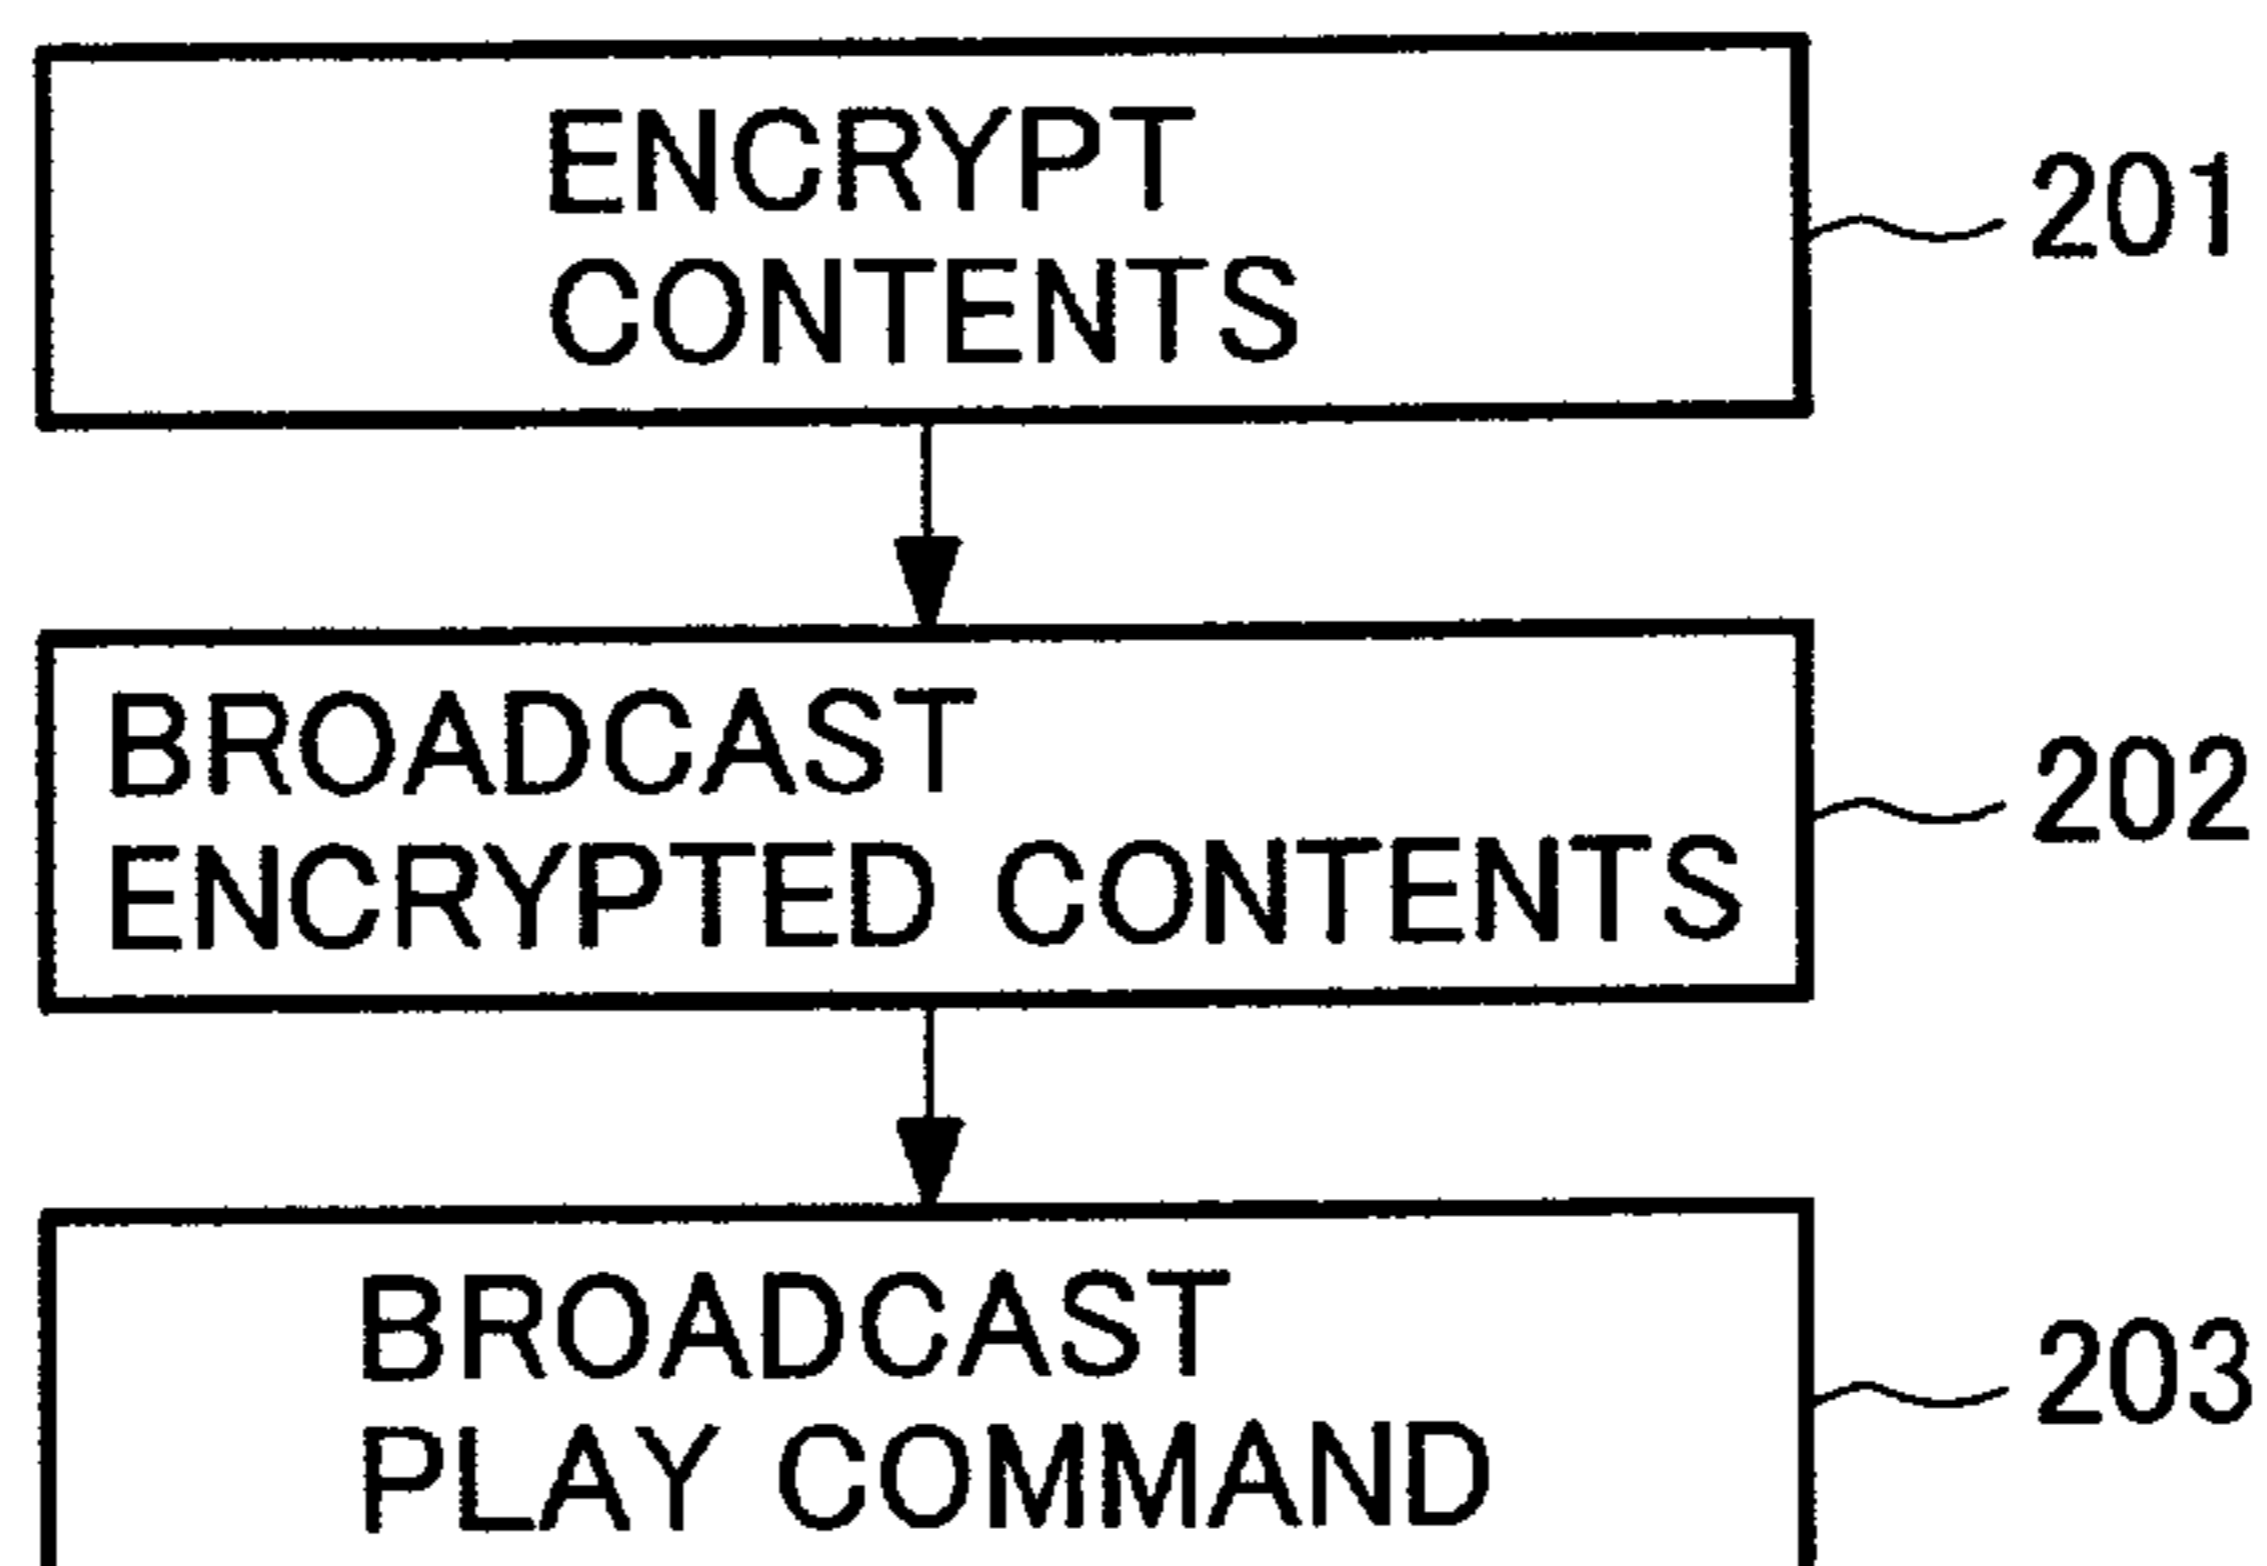 ENCRYPT
CONTENTS
201
BROADCAST
ENCRYPTED CONTENTS
202
BROADCAST
PLAY COMMAND
203